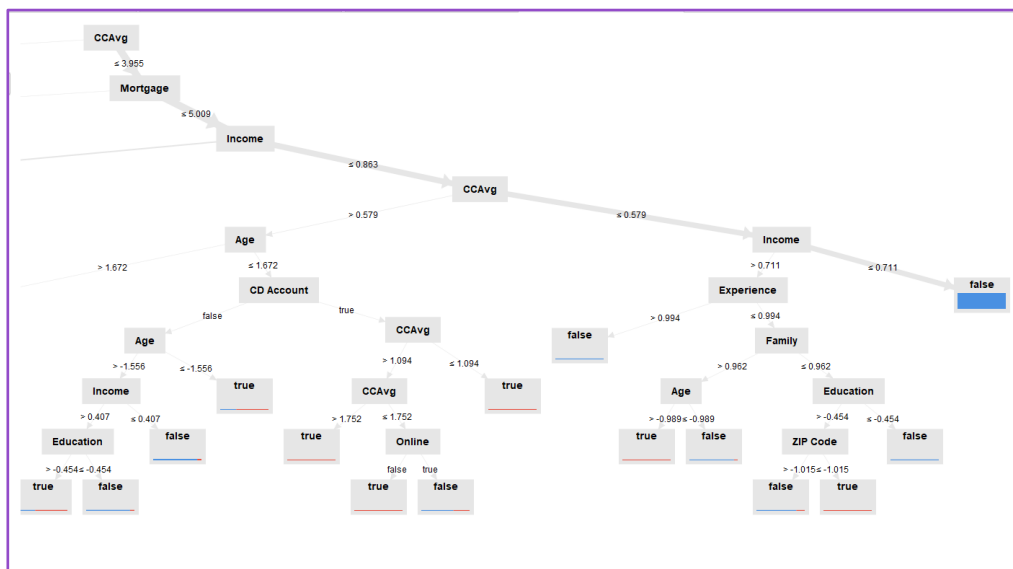 CCAvg
≤ 3.955
Mortgage
≤ 5.009
Income
≤ 0.863
CCAvg
> 0.579 ≤ 0.579
Age Income
> 1.672 ≤ 1.672 > 0.711 ≤ 0.711
CD Account Experience false
false true > 0.994 ≤ 0.994
Age CCAvg false Family
> -1.556 ≤ -1.556 > 1.094 ≤ 1.094 > 0.962 ≤ 0.962
Income true CCAvg true Age Education
> 0.407 ≤ 0.407 > 1.752 ≤ 1.752 > -0.989 ≤ -0.989 > -0.454 ≤ -0.454
Education false true Online true false ZIP Code false
> -0.454 ≤ -0.454 false true > -1.015 ≤ -1.015
true false true false false true